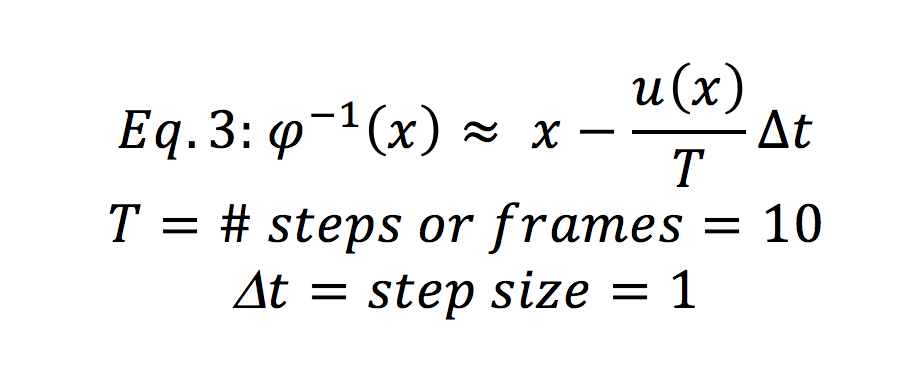 Eq. 3: φ⁻¹(x) ≈ x − u(x)/T Δt
T = # steps or frames = 10
Δt = step size = 1